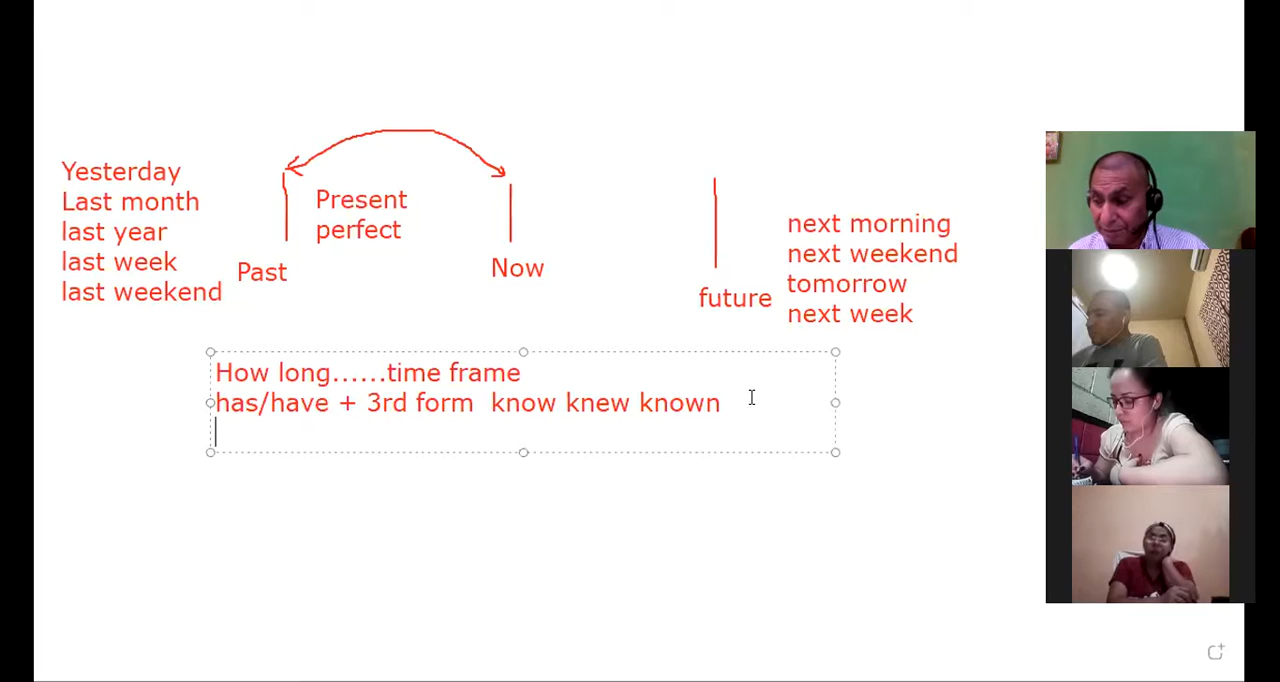 Yesterday
Last month
last year
last week
last weekend
Past
Present
perfect
Now
future
next morning
next weekend
tomorrow
next week
How long......time frame
has/have + 3rd form  know knew known